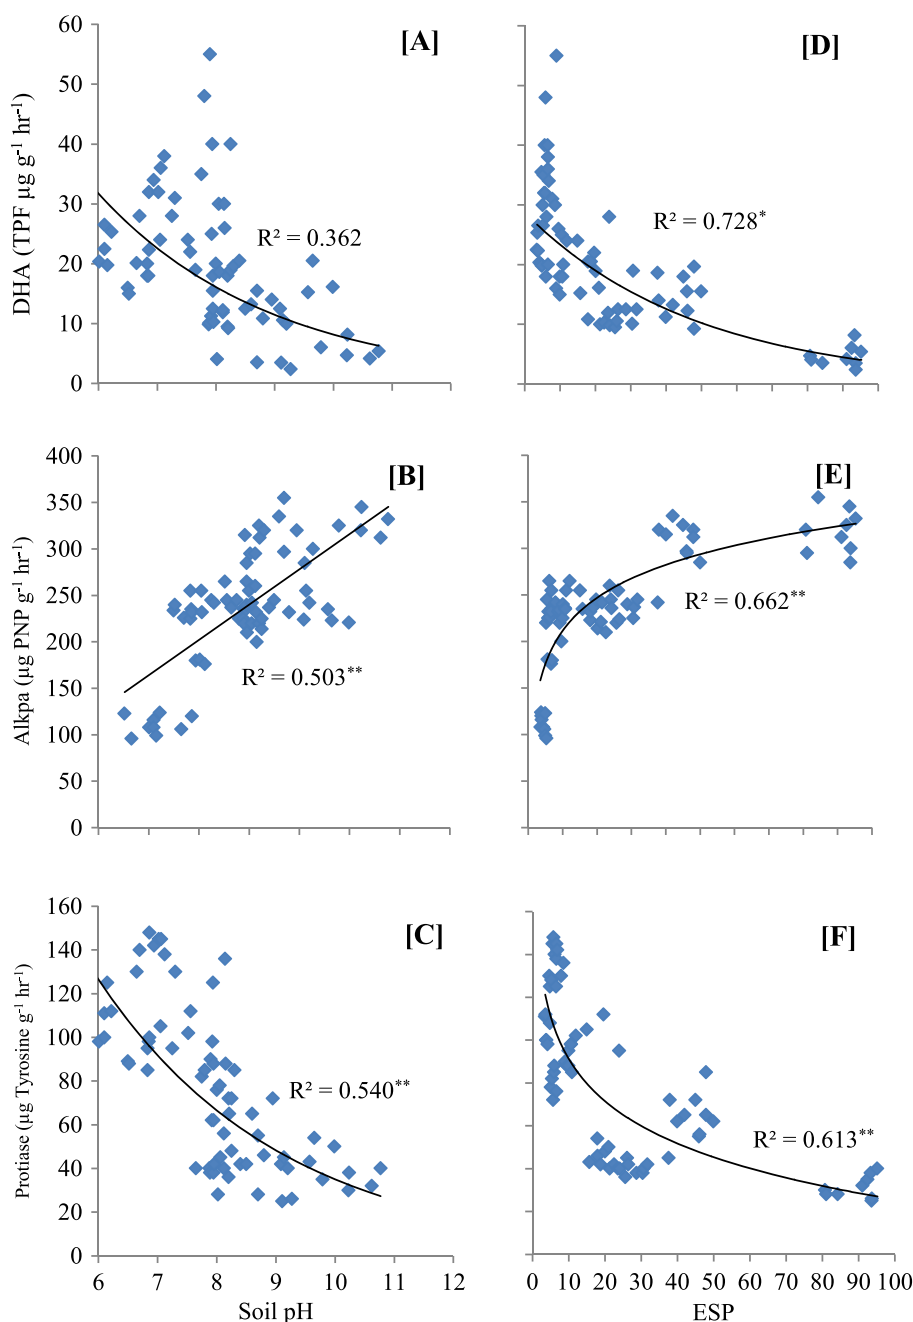 [A]
DHA (TPF µg g-1 hr-1)
60
50
40
30
20
10
0
R² = 0.362
[D]
R² = 0.728*
[B]
Alkpa (µg PNP g-1 hr-1)
400
350
300
250
200
150
100
50
0
R² = 0.503**
[E]
R² = 0.662**
[C]
Protiase (µg Tyrosine g-1 hr-1)
160
140
120
100
80
60
40
20
0
R² = 0.540**
6 7 8 9 10 11 12
Soil pH
[F]
R² = 0.613**
0 10 20 30 40 50 60 70 80 90 100
ESP